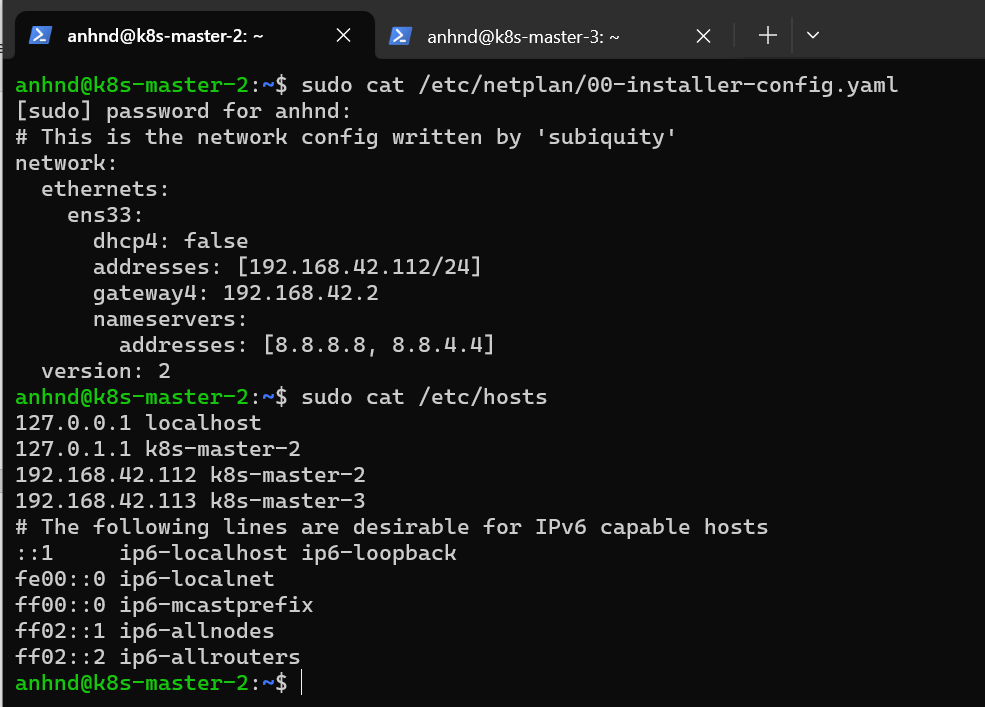 anhnd@k8s-master-2: ~
anhnd@k8s-master-3: ~
anhnd@k8s-master-2:~$ sudo cat /etc/netplan/00-installer-config.yaml
[sudo] password for anhnd:
# This is the network config written by 'subiquity'
network:
  ethernets:
    ens33:
      dhcp4: false
      addresses: [192.168.42.112/24]
      gateway4: 192.168.42.2
      nameservers:
        addresses: [8.8.8.8, 8.8.4.4]
  version: 2
anhnd@k8s-master-2:~$ sudo cat /etc/hosts
127.0.0.1 localhost
127.0.1.1 k8s-master-2
192.168.42.112 k8s-master-2
192.168.42.113 k8s-master-3
# The following lines are desirable for IPv6 capable hosts
::1     ip6-localhost ip6-loopback
fe00::0 ip6-localnet
ff00::0 ip6-mcastprefix
ff02::1 ip6-allnodes
ff02::2 ip6-allrouters
anhnd@k8s-master-2:~$